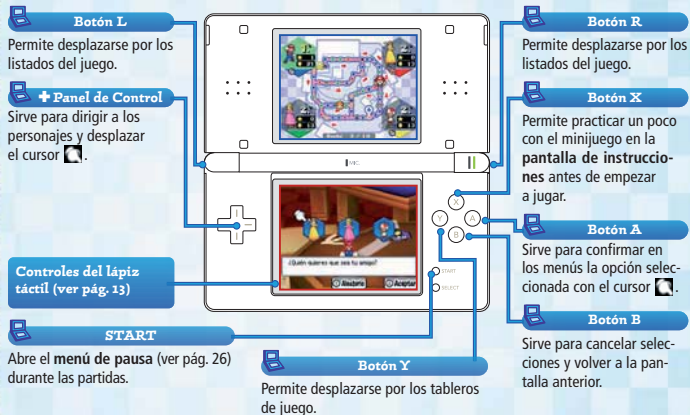 Botón L
Permite desplazarse por los
listados del juego.
Panel de Control
Sirve para dirigir a los
personajes y desplazar
el cursor .
Controles del lápiz
táctil (ver pág. 13)
START
Abre el menú de pausa (ver pág. 26)
durante las partidas.
MIC
¿Quién quieres que sea tu amigo?
Aleatorio
Aceptar
X
Y
A
B
START
SELECT
Botón Y
Permite desplazarse por los tableros
de juego.
Botón R
Permite desplazarse por los
listados del juego.
Botón X
Permite practicar un poco
con el minijuego en la
pantalla de instruccio-
nes antes de empezar
a jugar.
Botón A
Sirve para confirmar en
los menús la opción selec-
cionada con el cursor .
Botón B
Sirve para cancelar selec-
ciones y volver a la pan-
talla anterior.